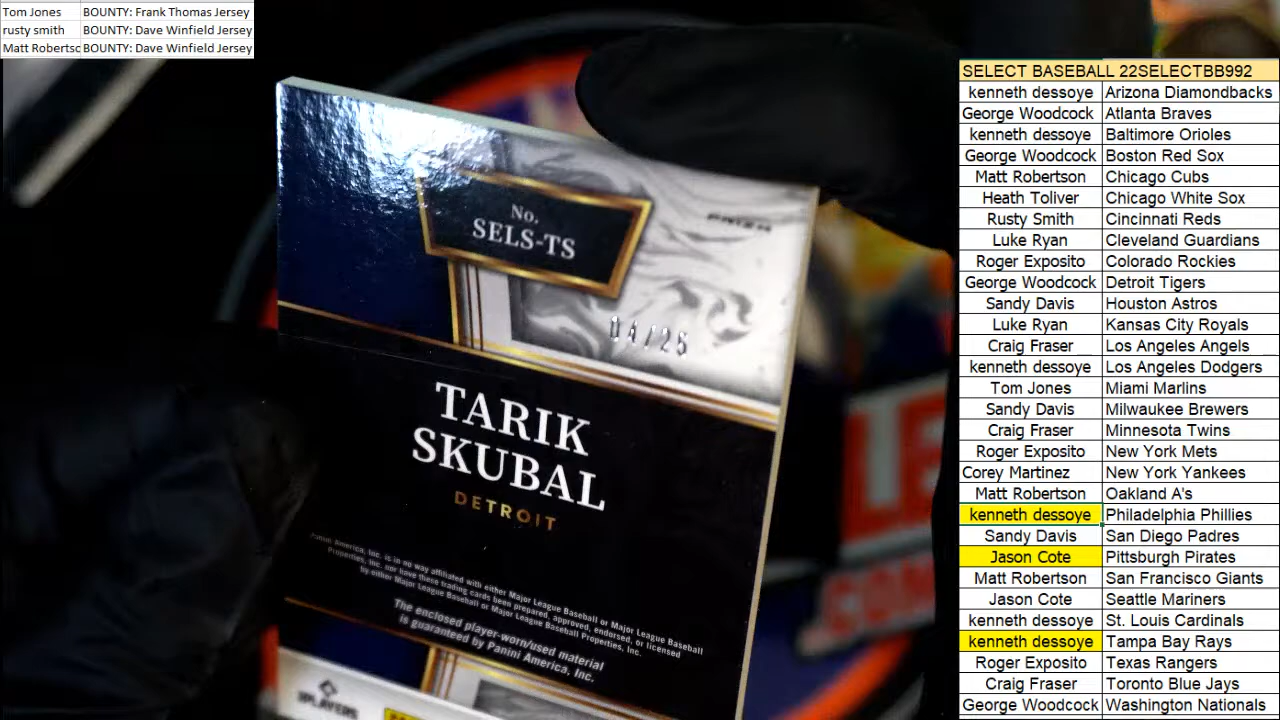 Tom Jones BOUNTY: Frank Thomas Jersey
rusty smith BOUNTY: Dave Winfield Jersey
Matt Robertsc BOUNTY: Dave Winfield Jersey
No.
SELS-TS
04/25
TARIK
SKUBAL
DETROIT
Panini America, Inc. is in no way affiliated with either Major League Baseball or Major League Baseball
Properties, Inc. nor have these trading cards been prepared, approved, endorsed, or licensed
by either Major League Baseball or Major League Baseball Properties, Inc.
The enclosed player-worn/used material
is guaranteed by Panini America, Inc.
SELECT BASEBALL 22SELECTBB992
kenneth dessoye Arizona Diamondbacks
George Woodcock Atlanta Braves
kenneth dessoye Baltimore Orioles
George Woodcock Boston Red Sox
Matt Robertson Chicago Cubs
Heath Toliver Chicago White Sox
Rusty Smith Cincinnati Reds
Luke Ryan Cleveland Guardians
Roger Exposito Colorado Rockies
George Woodcock Detroit Tigers
Sandy Davis Houston Astros
Luke Ryan Kansas City Royals
Craig Fraser Los Angeles Angels
kenneth dessoye Los Angeles Dodgers
Tom Jones Miami Marlins
Sandy Davis Milwaukee Brewers
Craig Fraser Minnesota Twins
Roger Exposito New York Mets
Corey Martinez New York Yankees
Matt Robertson Oakland A's
kenneth dessoye Philadelphia Phillies
Sandy Davis San Diego Padres
Jason Cote Pittsburgh Pirates
Matt Robertson San Francisco Giants
Jason Cote Seattle Mariners
kenneth dessoye St. Louis Cardinals
kenneth dessoye Tampa Bay Rays
Roger Exposito Texas Rangers
Craig Fraser Toronto Blue Jays
George Woodcock Washington Nationals